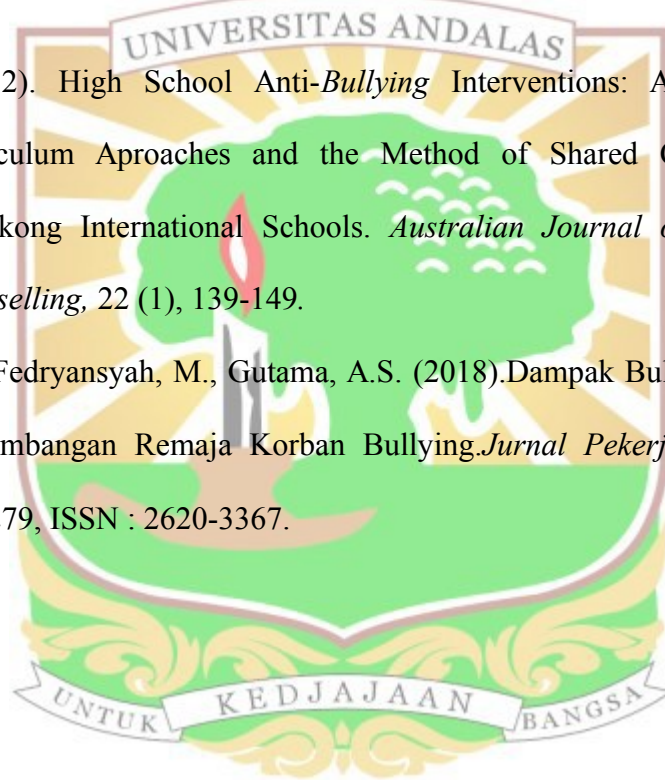 UNIVERSITAS ANDALAS
2). High School Anti-Bullying Interventions: A
culum Aproaches and the Method of Shared
kong International Schools. Australian Journal
selling, 22 (1), 139-149.
Fedryansyah, M., Gutama, A.S. (2018).Dampak Bul
mbangan Remaja Korban Bullying.Jurnal Pekerj
79, ISSN : 2620-3367.
UNTUK KEDJAJAAN BANGSA